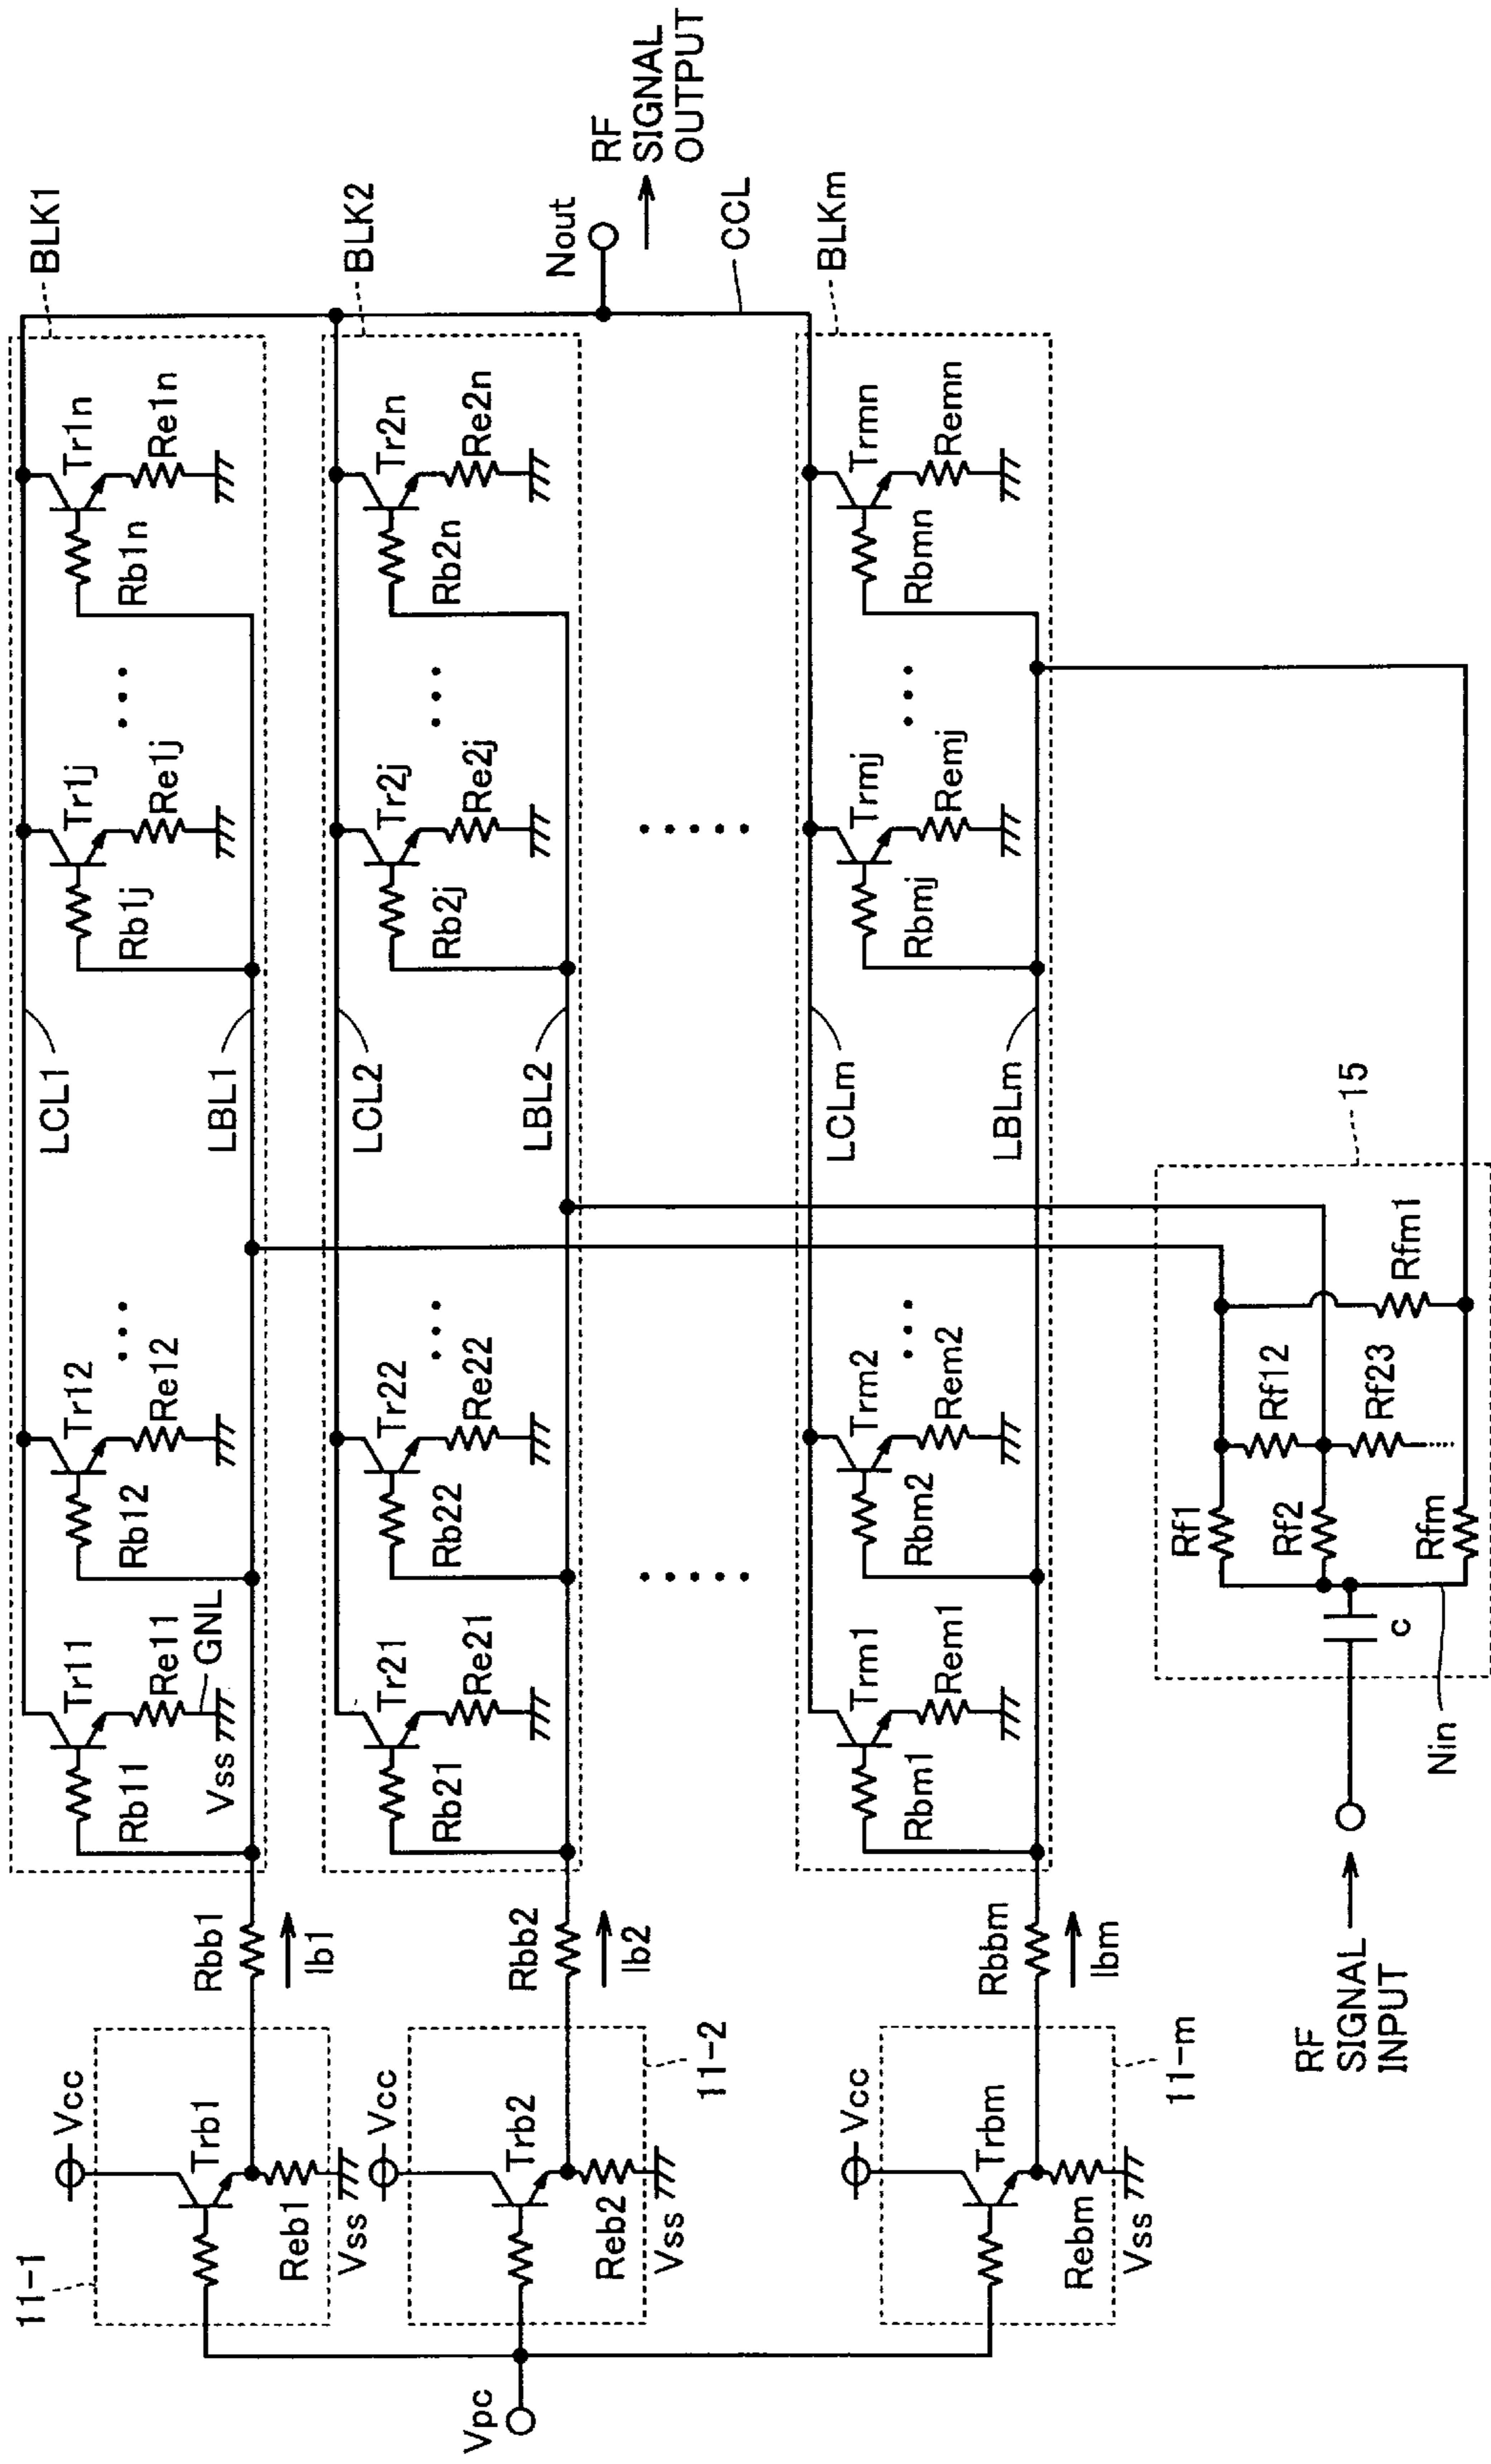 11-1
Vcc
Trb1
Reb1
Vss
Rbb1
Ib1
BLK1
LCL1
LBL1
Tr11
Rb11
Re11
Vss
GNL
Tr12
Rb12
Re12
...
Tr1j
Rb1j
Re1j
...
Tr1n
Rb1n
Re1n
Vpc
11-2
Vcc
Trb2
Reb2
Vss
Rbb2
Ib2
BLK2
LCL2
LBL2
Tr21
Rb21
Re21
Tr22
Rb22
Re22
...
Tr2j
Rb2j
Re2j
...
Tr2n
Rb2n
Re2n
Nout
RF
SIGNAL
OUTPUT
CCL
.....
.....
11-m
Vcc
Trbm
Rebm
Vss
Rbbm
Ibm
BLKm
LCLm
LBLm
Trm1
Rbm1
Rem1
Trm2
Rbm2
Rem2
...
Trmj
Rbmj
Remj
...
Trmn
Rbmn
Remn
RF
SIGNAL
INPUT
Nin
c
15
Rf1
Rf2
Rfm
Rf12
Rf23
Rfm1